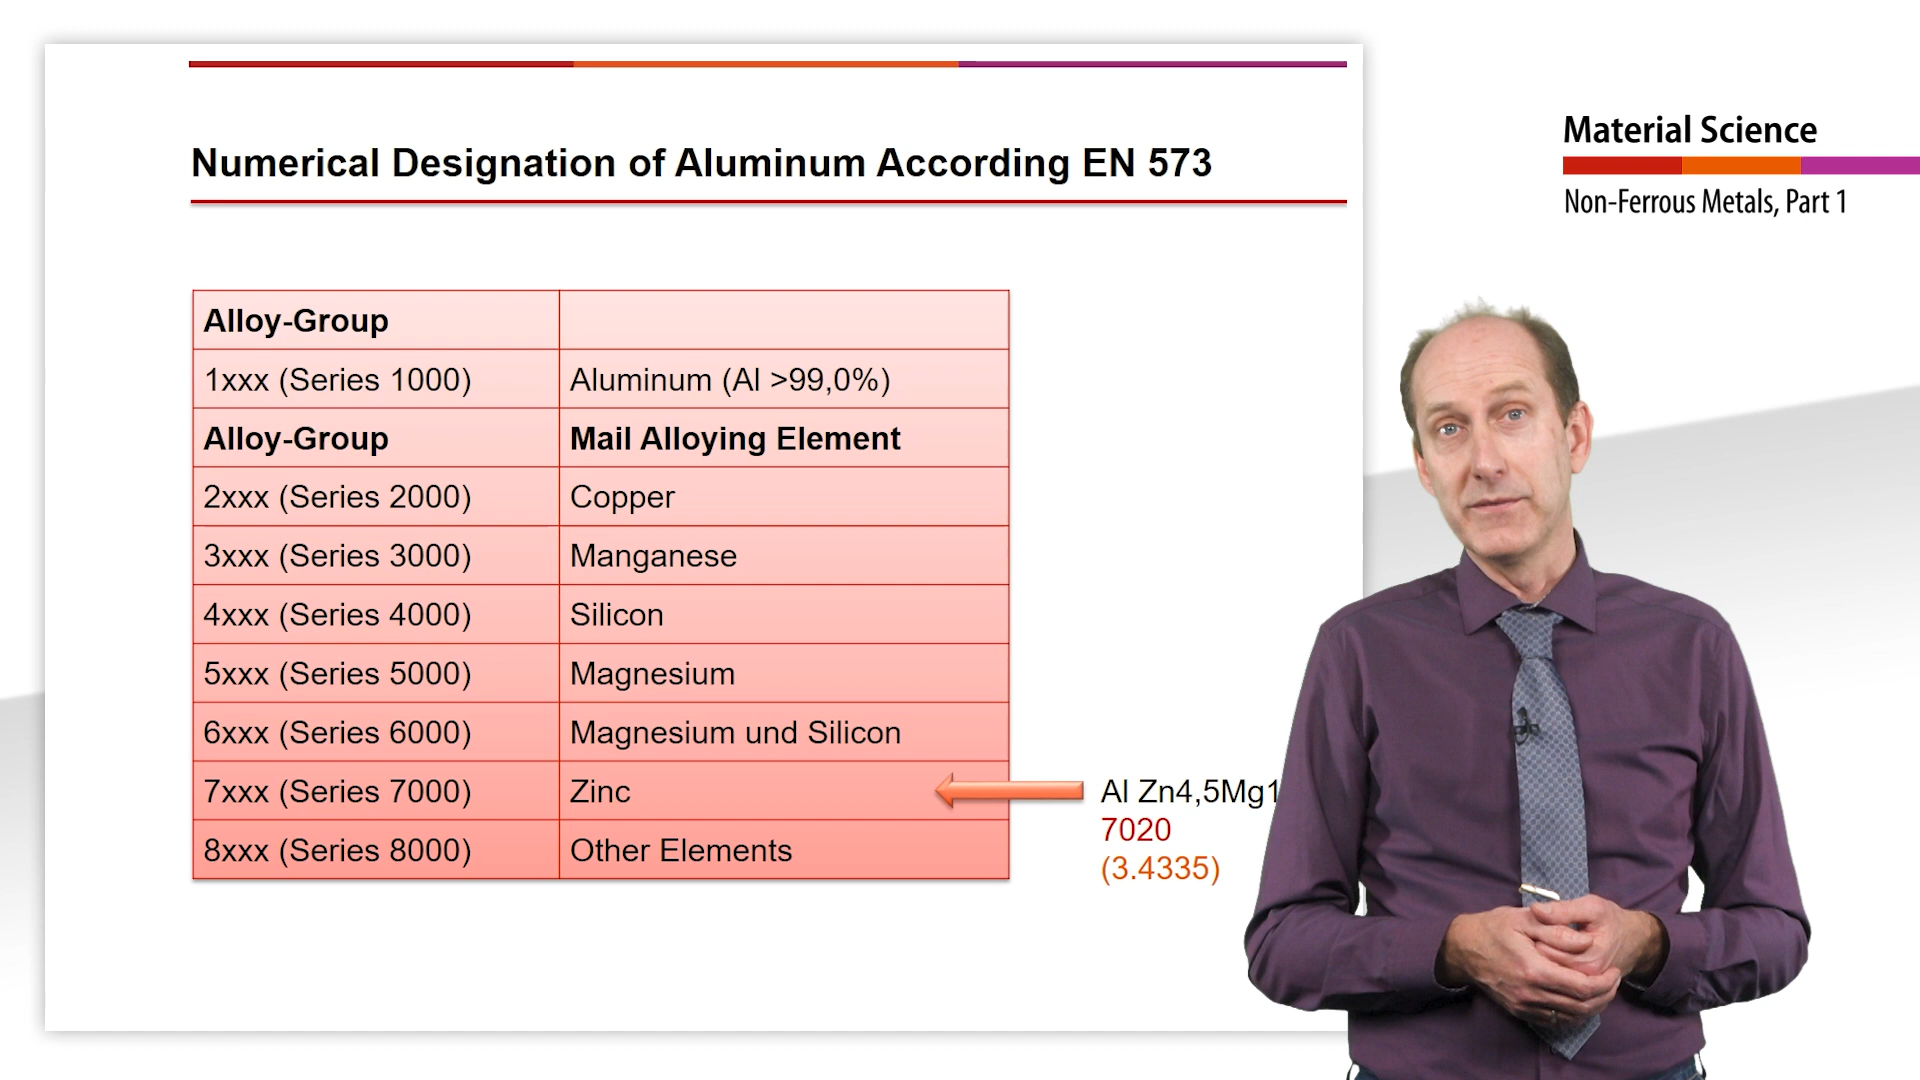 Numerical Designation of Aluminum According EN 573
Material Science
Non-Ferrous Metals, Part 1
Alloy-Group
1xxx (Series 1000) Aluminum (Al >99,0%)
Alloy-Group Mail Alloying Element
2xxx (Series 2000) Copper
3xxx (Series 3000) Manganese
4xxx (Series 4000) Silicon
5xxx (Series 5000) Magnesium
6xxx (Series 6000) Magnesium und Silicon
7xxx (Series 7000) Zinc
8xxx (Series 8000) Other Elements
Al Zn4,5Mg1
7020
(3.4335)